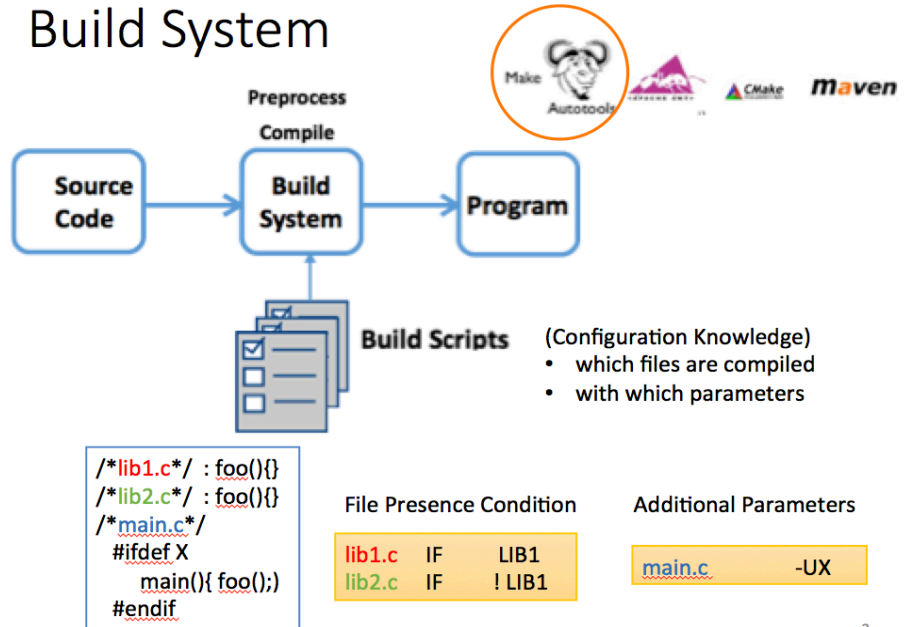 Build System
Make
Autotools
CMake
maven
Preprocess
Compile
Source
Code
Build
System
Program
Build Scripts
(Configuration Knowledge)
• which files are compiled
• with which parameters
/*lib1.c*/ : foo(){}
/*lib2.c*/ : foo(){}
/*main.c*/
#ifdef X
main(){ foo();)
#endif
File Presence Condition
lib1.c IF LIB1
lib2.c IF ! LIB1
Additional Parameters
main.c -UX